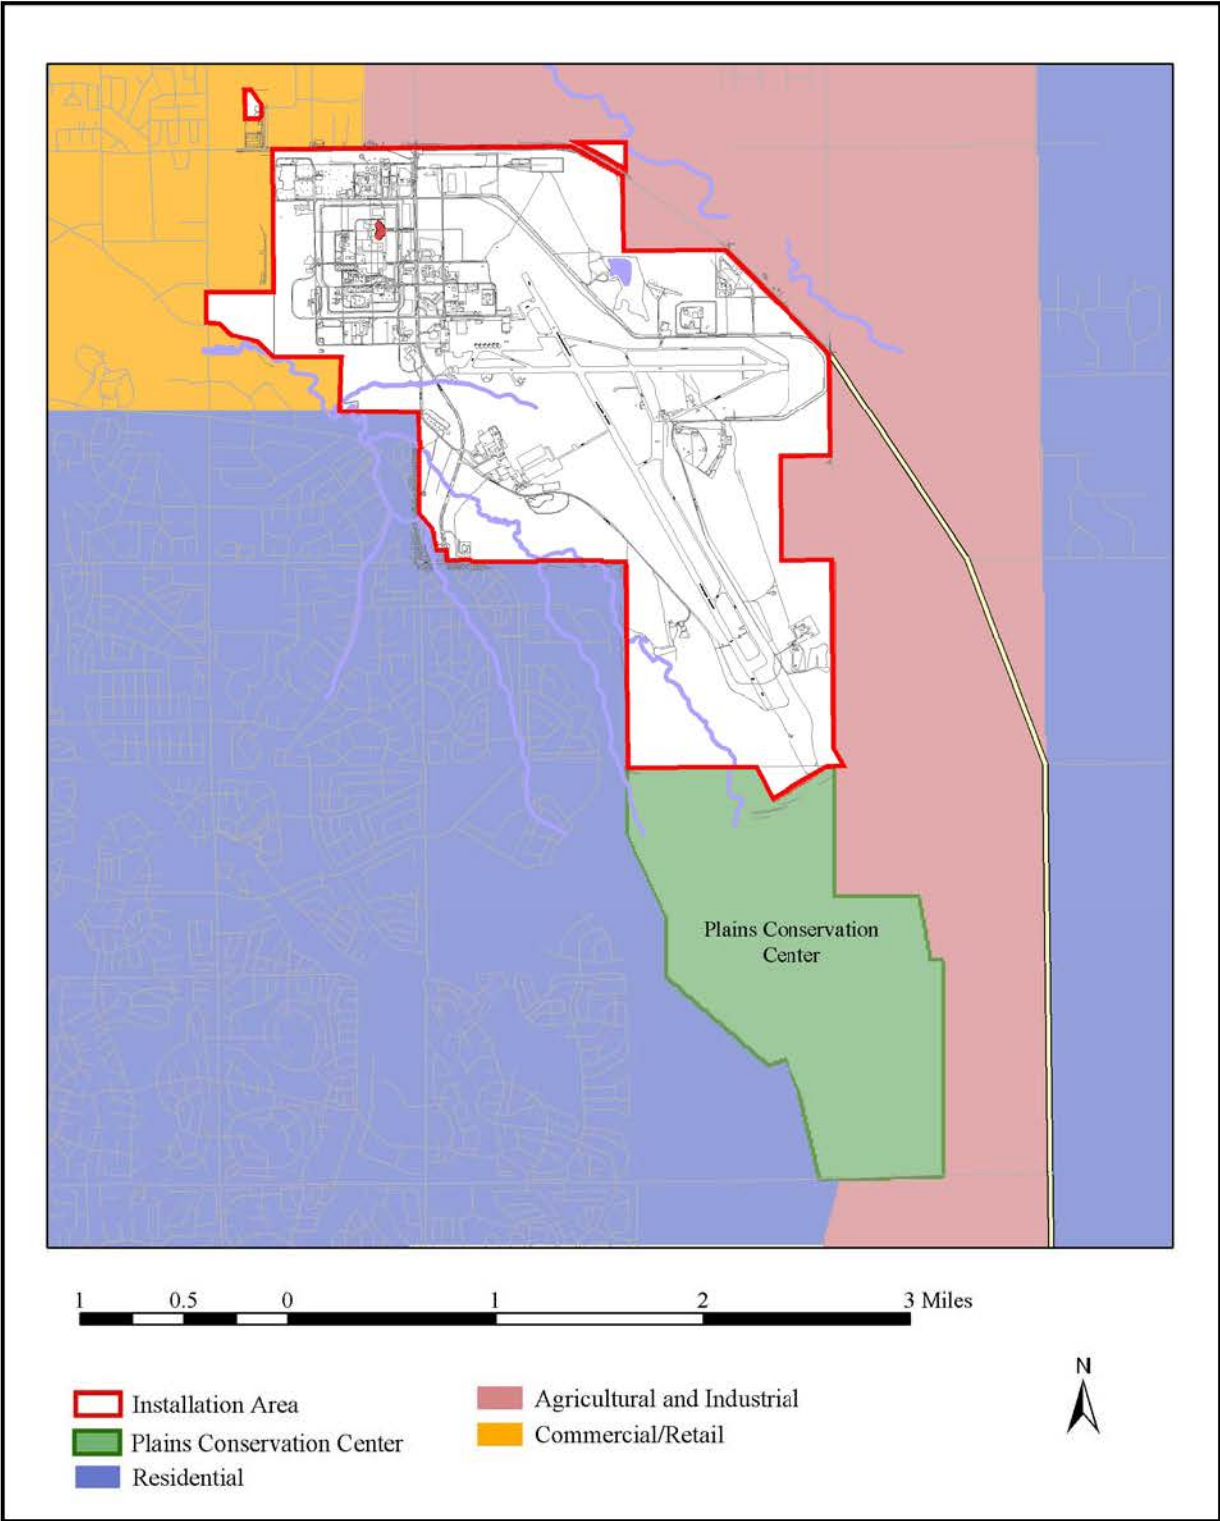 Plains Conservation
Center
1 0.5 0 1 2 3 Miles
N
Installation Area
Plains Conservation Center
Residential
Agricultural and Industrial
Commercial/Retail